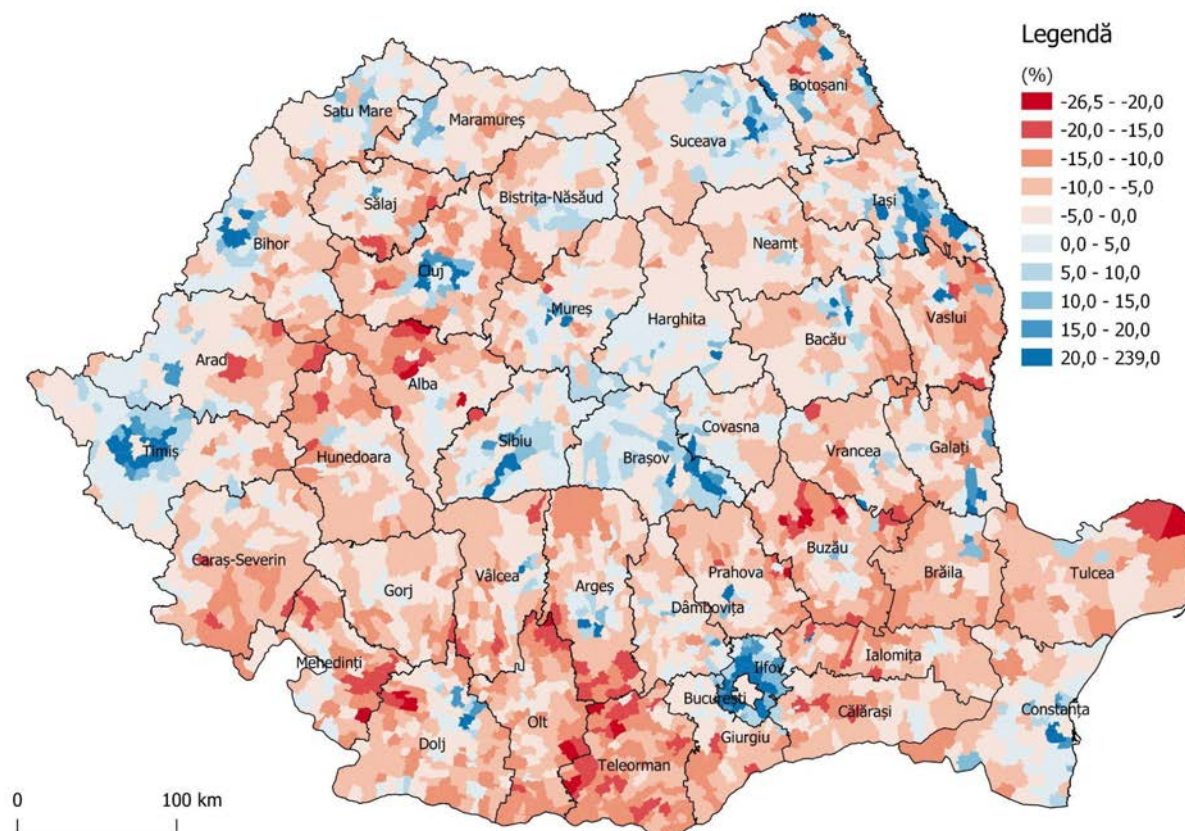 Legendă
(%)
-26,5 - -20,0
-20,0 - -15,0
-15,0 - -10,0
-10,0 - -5,0
-5,0 - 0,0
0,0 - 5,0
5,0 - 10,0
10,0 - 15,0
15,0 - 20,0
20,0 - 239,0
Botoșani
Satu Mare
Maramureș
Suceava
Sălaj
Bistrița-Năsăud
Iași
Bihor
Neamț
Cluj
Mureș
Harghita
Vaslui
Bacău
Arad
Alba
Covasna
Sibiu
Timiș
Hunedoara
Brașov
Vrancea
Galați
Buzău
Caraș-Severin
Prahova
Brăila
Tulcea
Gorj
Vâlcea
Argeș
Dâmbovița
Mehedinți
Ilfov
Ialomița
București
Constanța
Călărași
Olt
Giurgiu
Dolj
Teleorman
0 100 km